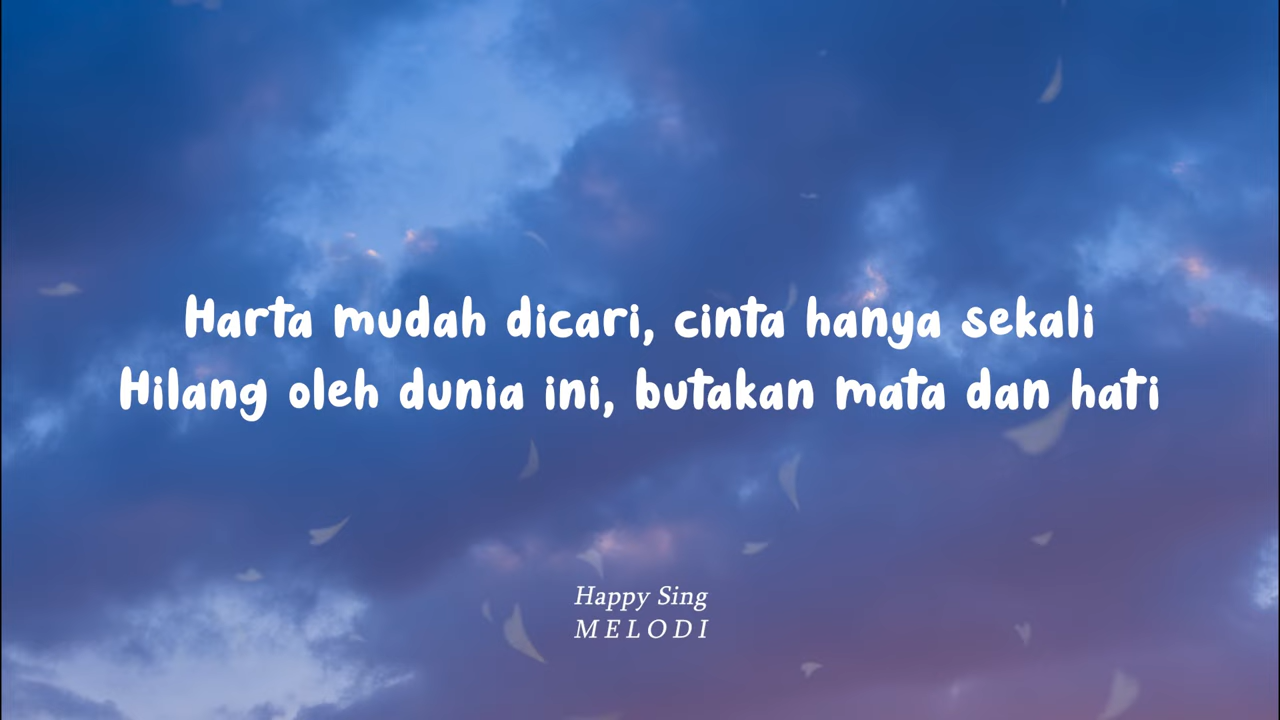 Harta mudah dicari, cinta hanya sekali
Hilang oleh dunia ini, butakan mata dan hati
Happy Sing
MELODI